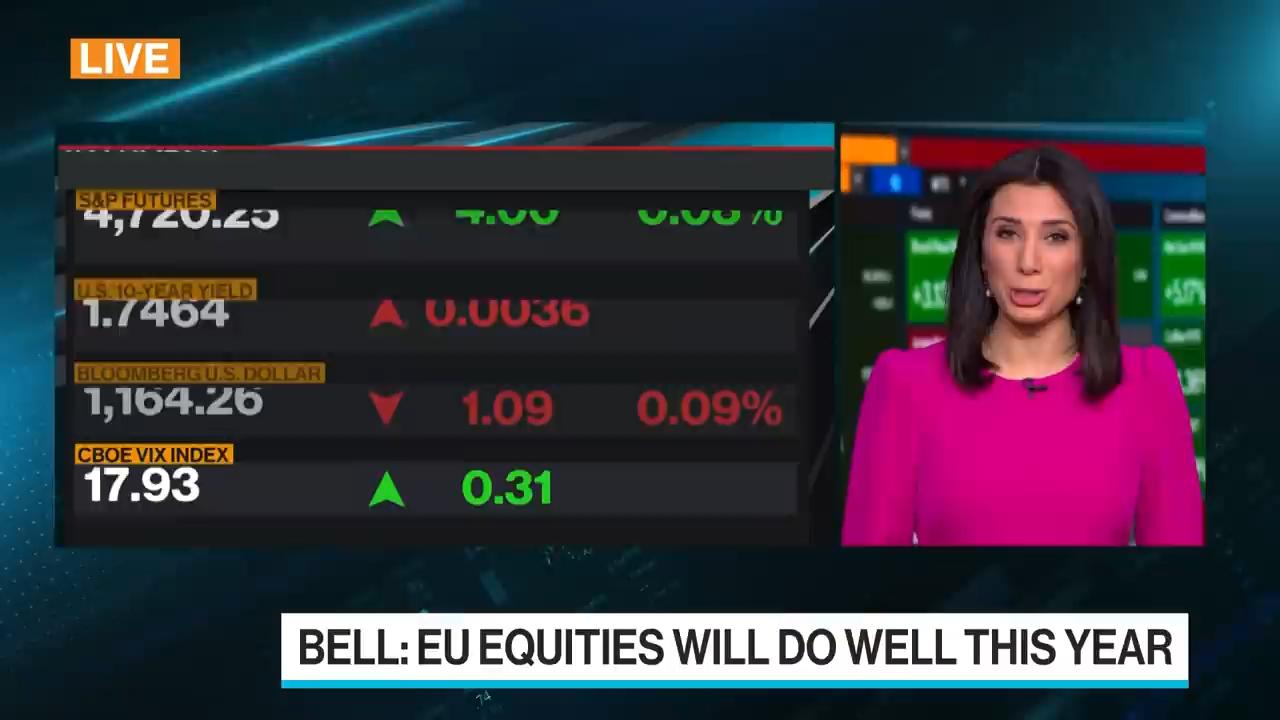 LIVE
S&P FUTURES
4,720.25 4.00 0.08%
U.S. 10-YEAR YIELD
1.7464 0.0036
BLOOMBERG U.S. DOLLAR
1,164.26 1.09 0.09%
CBOE VIX INDEX
17.93 0.31
BELL: EU EQUITIES WILL DO WELL THIS YEAR